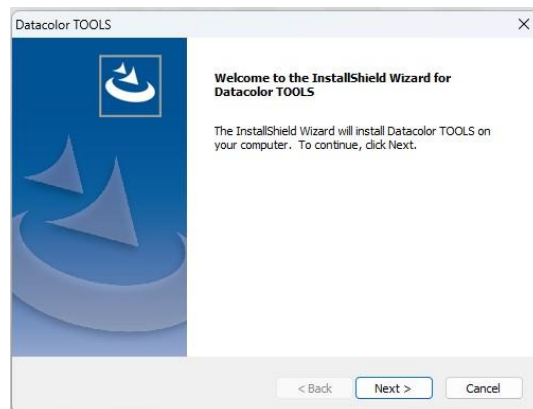 Datacolor TOOLS
Welcome to the InstallShield Wizard for
Datacolor TOOLS
The InstallShield Wizard will install Datacolor TOOLS on
your computer. To continue, click Next.
< Back
Next >
Cancel